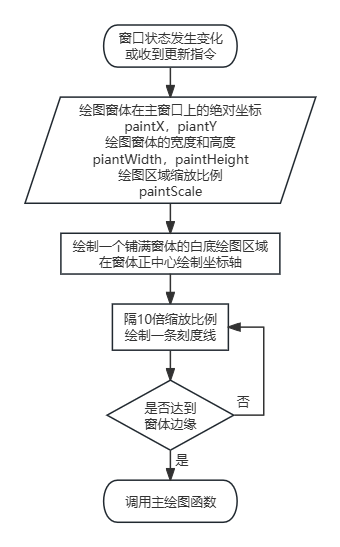 窗口状态发生变化
或收到更新指令
绘图窗体在主窗口上的绝对坐标
paintX，piantY
绘图窗体的宽度和高度
piantWidth，paintHeight
绘图区域缩放比例
paintScale
绘制一个铺满窗体的白底绘图区域
在窗体正中心绘制坐标轴
隔10倍缩放比例
绘制一条刻度线
是否达到
窗体边缘
否
是
调用主绘图函数